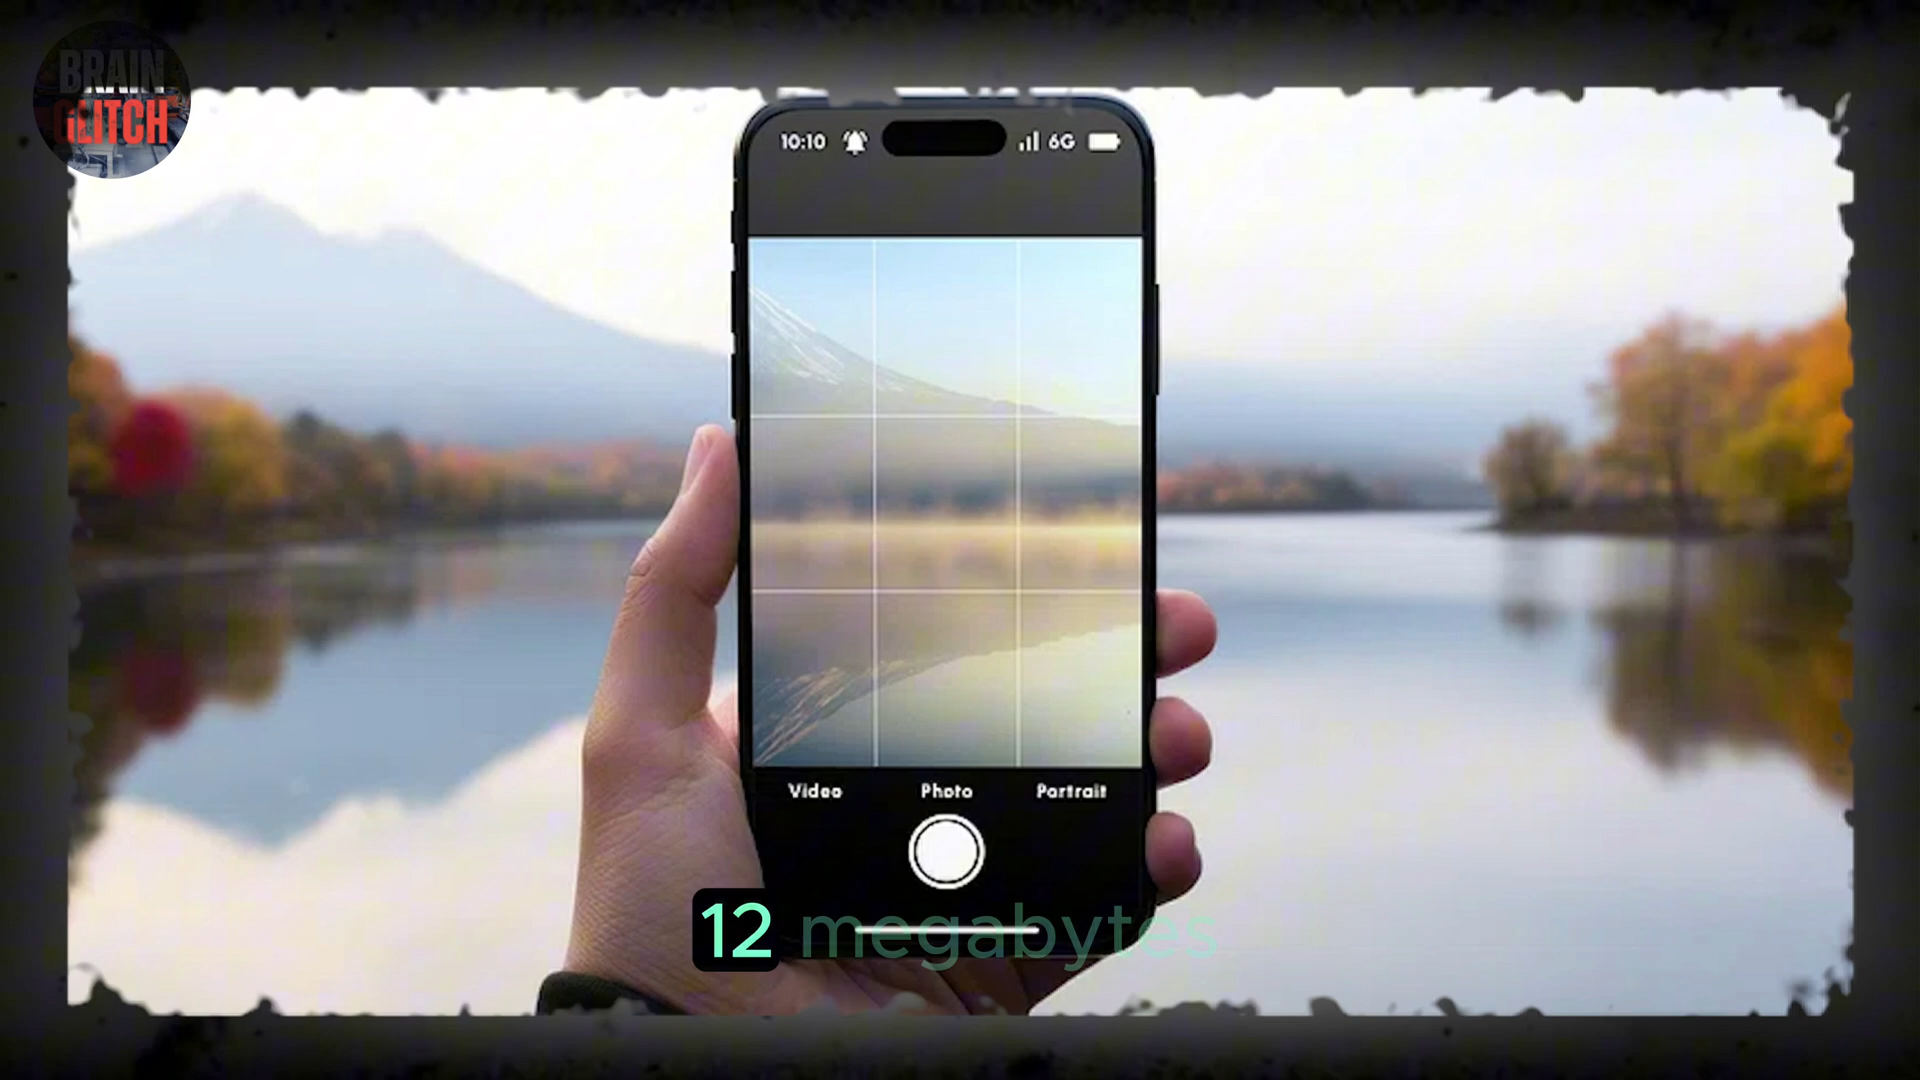 BRAIN
GLITCH
10:10 6G
Video Photo Portrait
12 megabytes